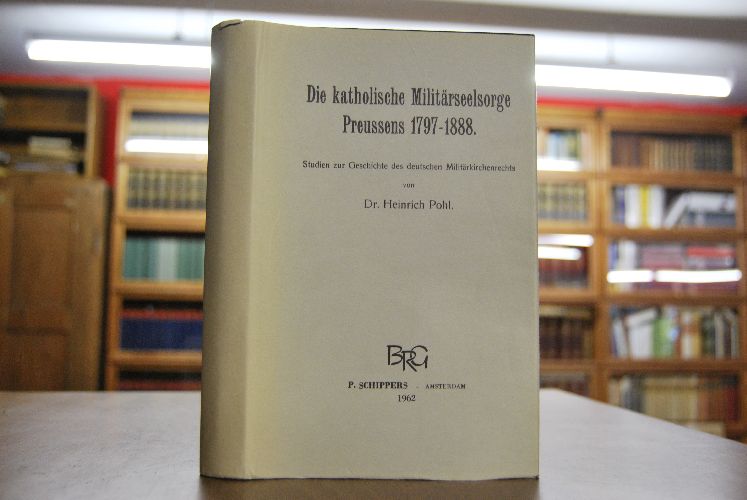 Die katholische Militärseelsorge
Preussens 1797-1888.
Studien zur Geschichte des deutschen Militärkirchenrechts
von
Dr. Heinrich Pohl.
BRG
P. SCHIPPERS - AMSTERDAM
1962